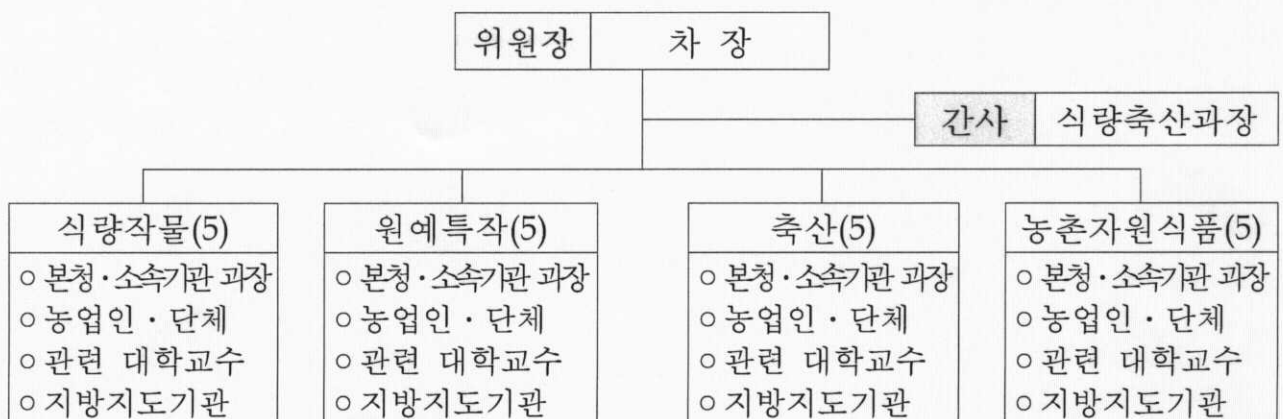 위원장 차 장
간사 식량축산과장
식량작물(5)
○ 본청·소속기관 과장
○ 농업인·단체
○ 관련 대학교수
○ 지방지도기관
원예특작(5)
○ 본청·소속기관 과장
○ 농업인·단체
○ 관련 대학교수
○ 지방지도기관
축산(5)
○ 본청·소속기관 과장
○ 농업인·단체
○ 관련 대학교수
○ 지방지도기관
농촌자원식품(5)
○ 본청·소속기관 과장
○ 농업인·단체
○ 관련 대학교수
○ 지방지도기관